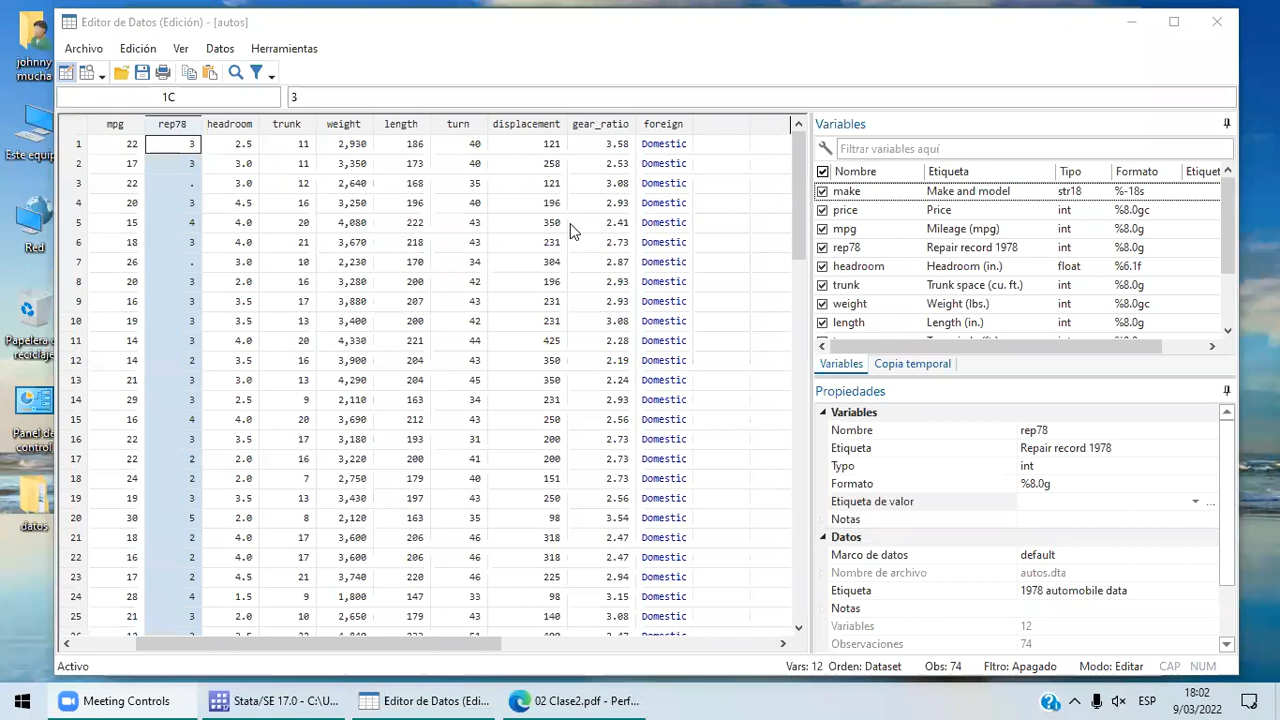 Editor de Datos (Edición) - [autos]
Archivo Edición Ver Datos Herramientas
1C 3
mpg rep78 headroom trunk weight length turn displacement gear_ratio foreign
1 22 3 2.5 11 2,930 186 40 121 3.58 Domestic
2 17 3 3.0 11 3,350 173 40 258 2.53 Domestic
3 22 . 3.0 12 2,640 168 35 121 3.08 Domestic
4 20 3 4.5 16 3,250 196 40 196 2.93 Domestic
5 15 4 4.0 20 4,080 222 43 350 2.41 Domestic
6 18 3 4.0 21 3,670 218 43 231 2.73 Domestic
7 26 . 3.0 10 2,230 170 34 304 2.87 Domestic
8 20 3 2.0 16 3,280 200 42 196 2.93 Domestic
9 16 3 3.5 17 3,880 207 43 231 2.93 Domestic
10 19 3 3.5 13 3,400 200 42 231 3.08 Domestic
11 14 3 4.0 20 4,330 221 44 425 2.28 Domestic
12 14 2 3.5 16 3,900 204 43 350 2.19 Domestic
13 21 3 3.0 13 4,290 204 45 350 2.24 Domestic
14 29 3 2.5 9 2,110 163 34 231 2.93 Domestic
15 16 4 4.0 20 3,690 212 43 250 2.56 Domestic
16 22 3 3.5 17 3,180 193 31 200 2.73 Domestic
17 22 2 2.0 16 3,220 200 41 200 2.73 Domestic
18 24 2 2.0 7 2,750 179 40 151 2.73 Domestic
19 19 3 3.5 13 3,430 197 43 250 2.56 Domestic
20 30 5 2.0 8 2,120 163 35 98 3.54 Domestic
21 18 2 4.0 17 3,600 206 46 318 2.47 Domestic
22 16 2 4.0 17 3,600 206 46 318 2.47 Domestic
23 17 2 4.5 21 3,740 220 46 225 2.94 Domestic
24 28 4 1.5 9 1,800 147 33 98 3.15 Domestic
25 21 3 2.0 10 2,650 179 43 140 3.08 Domestic
Variables
Filtrar variables aquí
Nombre Etiqueta Tipo Formato Etiquet
make Make and model str18 %-18s
price Price int %8.0gc
mpg Mileage (mpg) int %8.0g
rep78 Repair record 1978 int %8.0g
headroom Headroom (in.) float %6.1f
trunk Trunk space (cu. ft.) int %8.0g
weight Weight (lbs.) int %8.0gc
length Length (in.) int %8.0g
Variables Copia temporal
Propiedades
Variables
Nombre rep78
Etiqueta Repair record 1978
Typo int
Formato %8.0g
Etiqueta de valor ...
Notas
Datos
Marco de datos default
Nombre de archivo autos.dta
Etiqueta 1978 automobile data
Notas
Variables 12
Observaciones 74
Activo Vars: 12 Orden: Dataset Obs: 74 Fltro: Apagado Modo: Editar CAP NUM
johnny
mucha
Este equip
Red
Papelera
reciclaje
Panel de
control
datos
Meeting Controls Stata/SE 17.0 - C:\U... Editor de Datos (Edi... 02 Clase2.pdf - Perf... ESP 18:02
9/03/2022